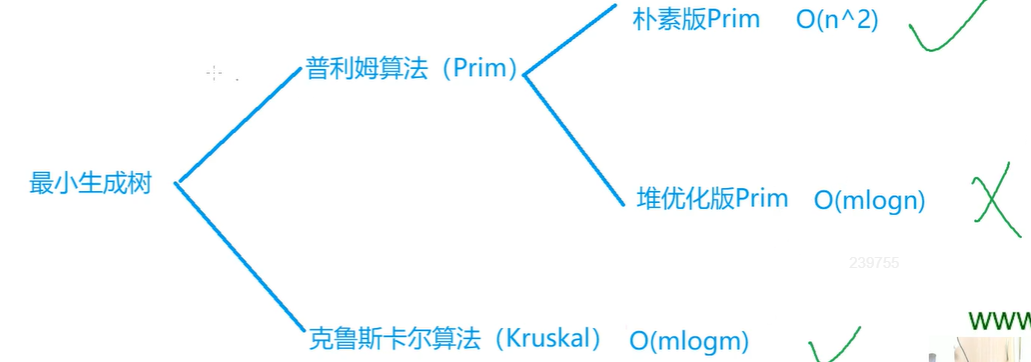 朴素版Prim O(n^2)
普利姆算法（Prim）
最小生成树
堆优化版Prim O(mlogn)
239755
www
克鲁斯卡尔算法（Kruskal） O(mlogm)